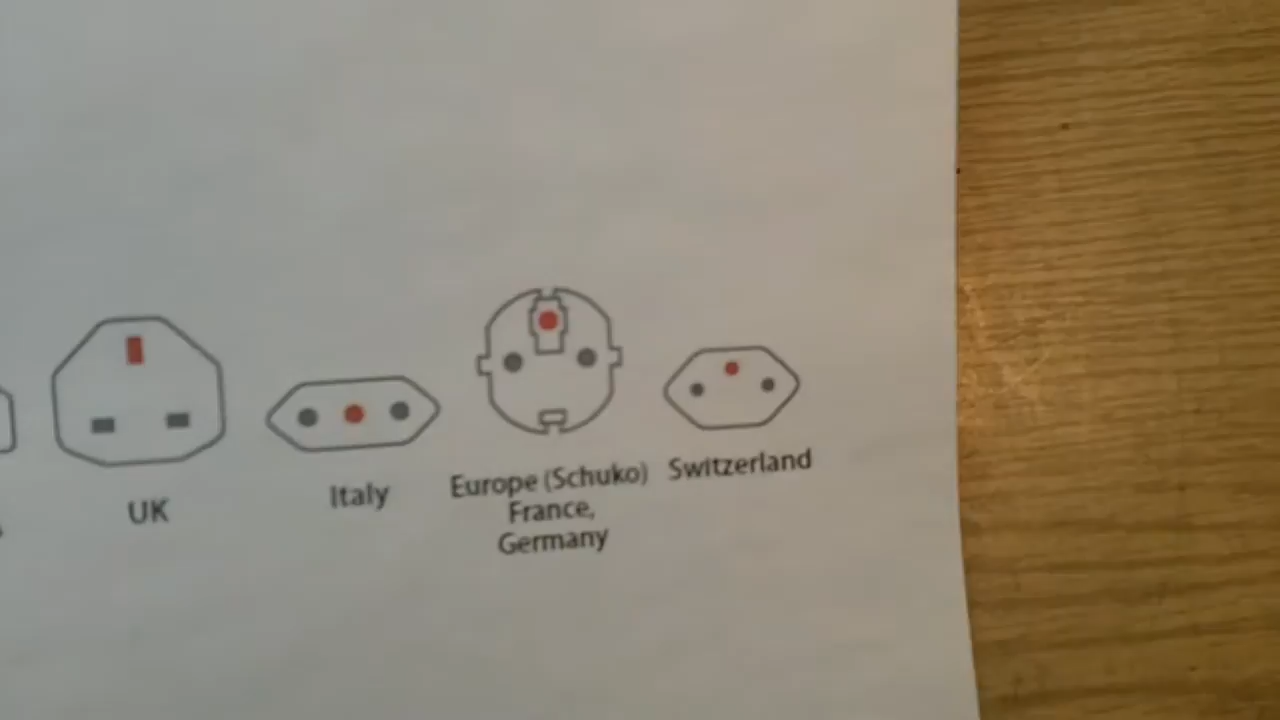 UK
Italy
Europe (Schuko)
France,
Germany
Switzerland